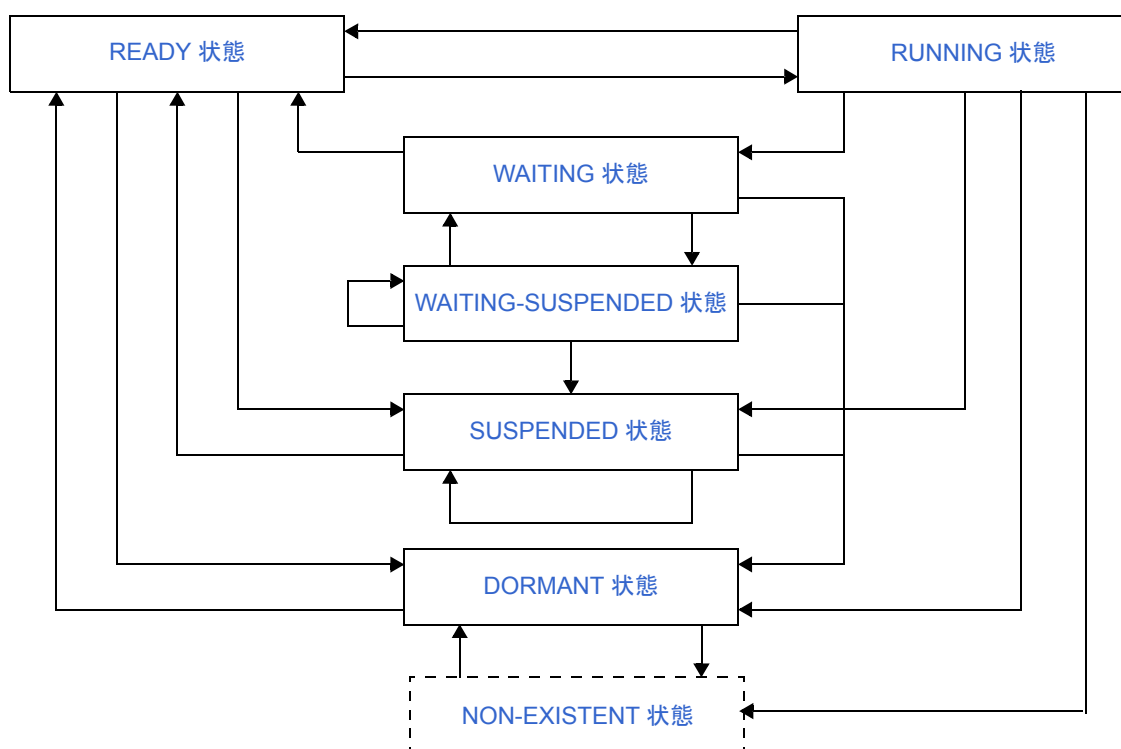 READY 状態
RUNNING 状態
WAITING 状態
WAITING-SUSPENDED 状態
SUSPENDED 状態
DORMANT 状態
NON-EXISTENT 状態